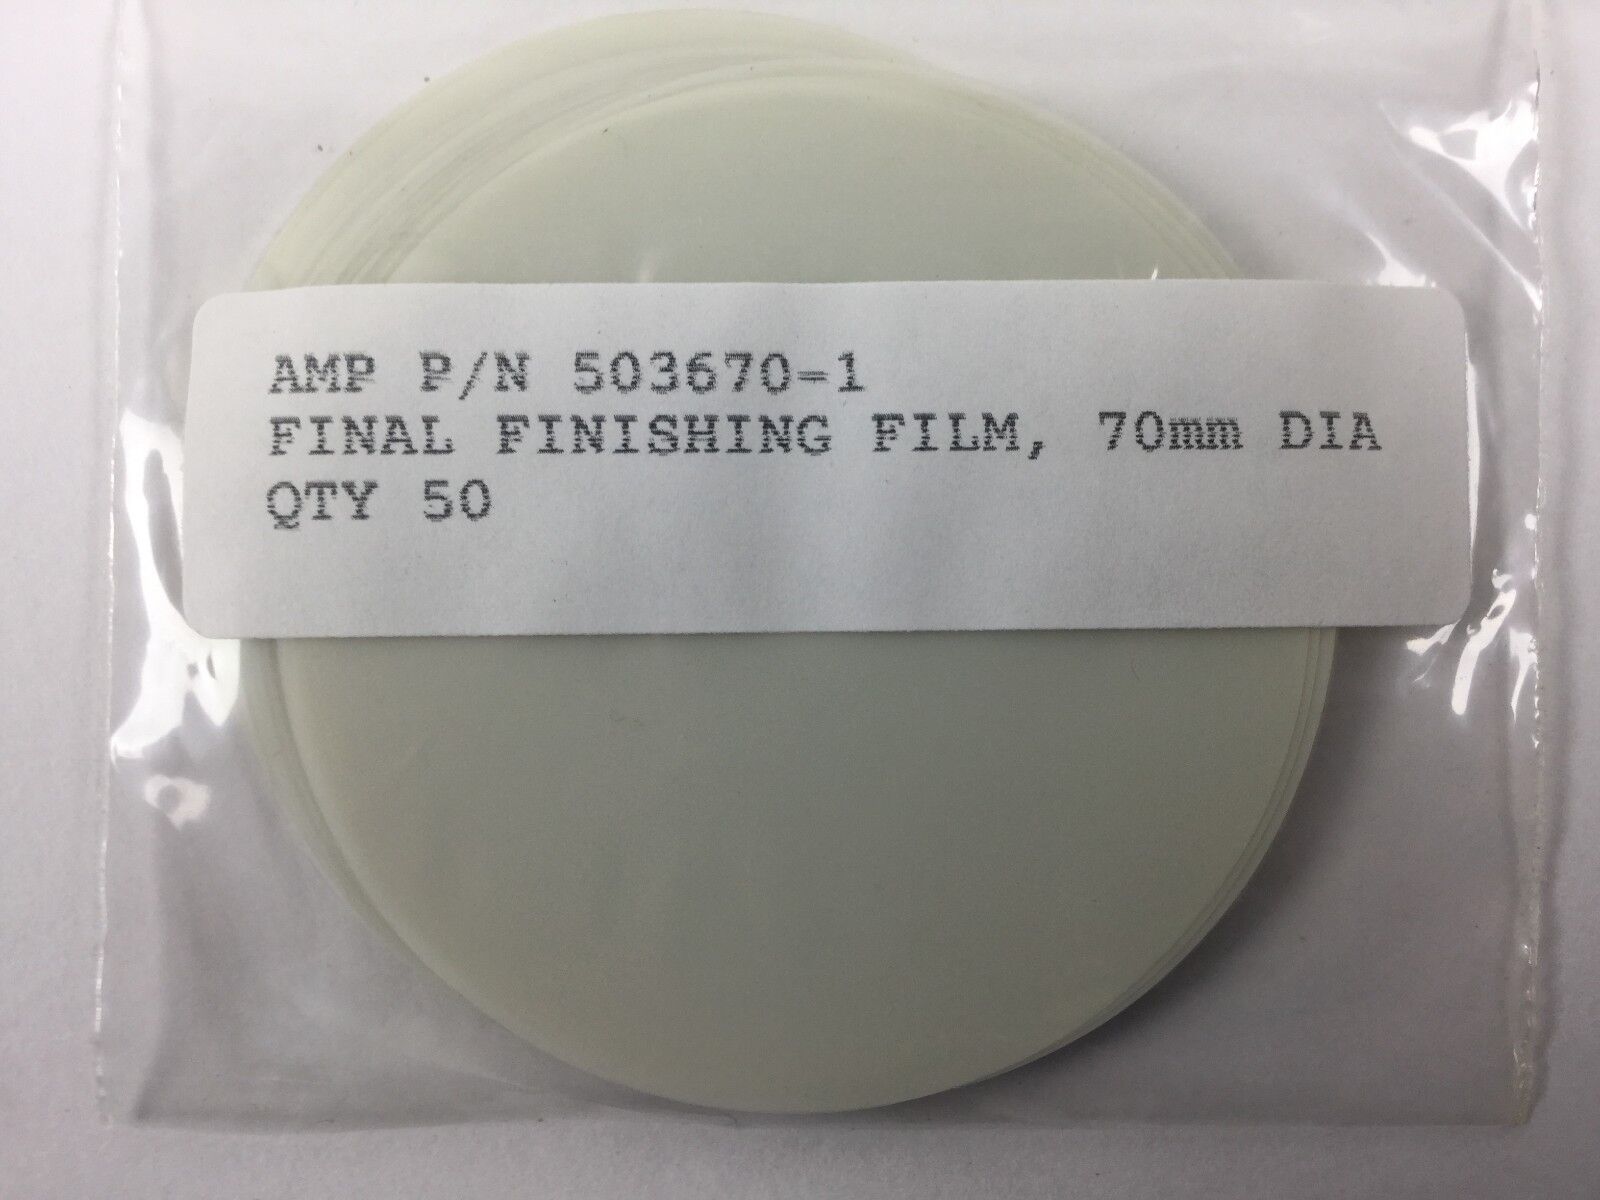 AMP P/N 503670-1
FINAL FINISHING FILM, 70mm DIA
QTY 50